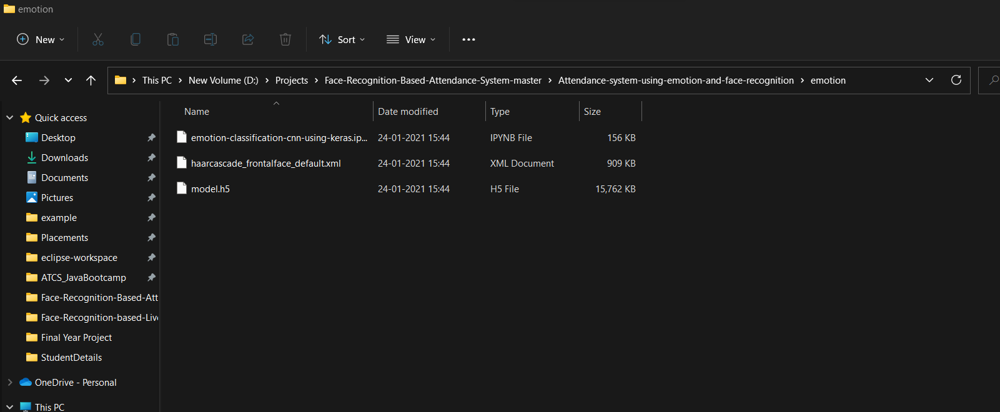 emotion
New Sort View
This PC New Volume (D:) Projects Face-Recognition-Based-Attendance-System-master Attendance-system-using-emotion-and-face-recognition emotion
Name Date modified Type Size
emotion-classification-cnn-using-keras.ip... 24-01-2021 15:44 IPYNB File 156 KB
haarcascade_frontalface_default.xml 24-01-2021 15:44 XML Document 909 KB
model.h5 24-01-2021 15:44 H5 File 15,762 KB
Quick access
Desktop
Downloads
Documents
Pictures
example
Placements
eclipse-workspace
ATCS_JavaBootcamp
Face-Recognition-Based-Att
Face-Recognition-based-Live
Final Year Project
StudentDetails
OneDrive - Personal
This PC